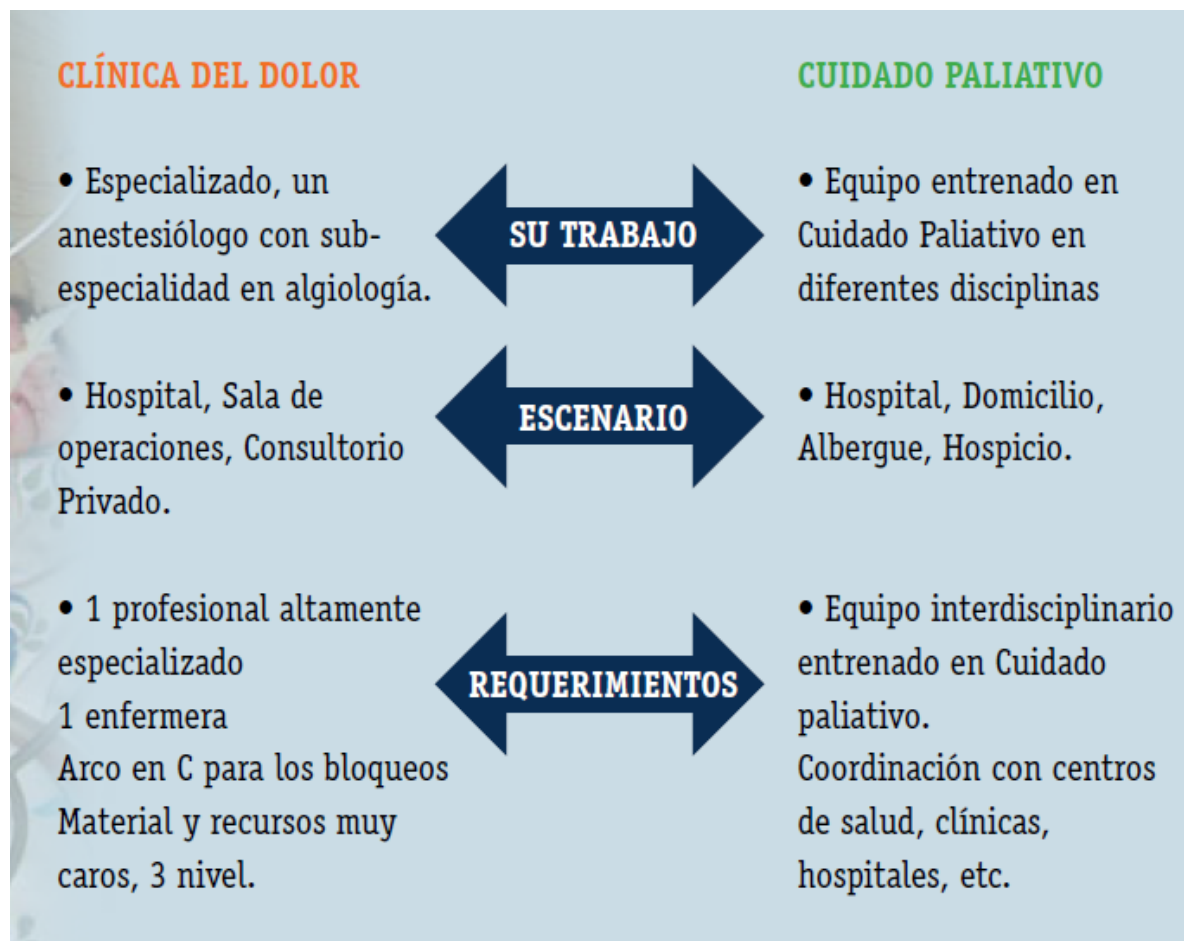 CLÍNICA DEL DOLOR
CUIDADO PALIATIVO
• Especializado, un
anestesiólogo con sub-
especialidad en algiología.
SU TRABAJO
• Equipo entrenado en
Cuidado Paliativo en
diferentes disciplinas
• Hospital, Sala de
operaciones, Consultorio
Privado.
ESCENARIO
• Hospital, Domicilio,
Albergue, Hospicio.
• 1 profesional altamente
especializado
1 enfermera
Arco en C para los bloqueos
Material y recursos muy
caros, 3 nivel.
REQUERIMIENTOS
• Equipo interdisciplinario
entrenado en Cuidado
paliativo.
Coordinación con centros
de salud, clínicas,
hospitales, etc.